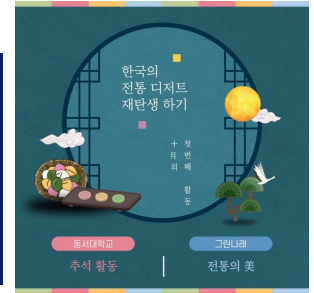 한국의
전통 디저트
재탄생 하기
첫번째 활동
十月의
동서대학교
그린나래
추석 활동
전통의 美